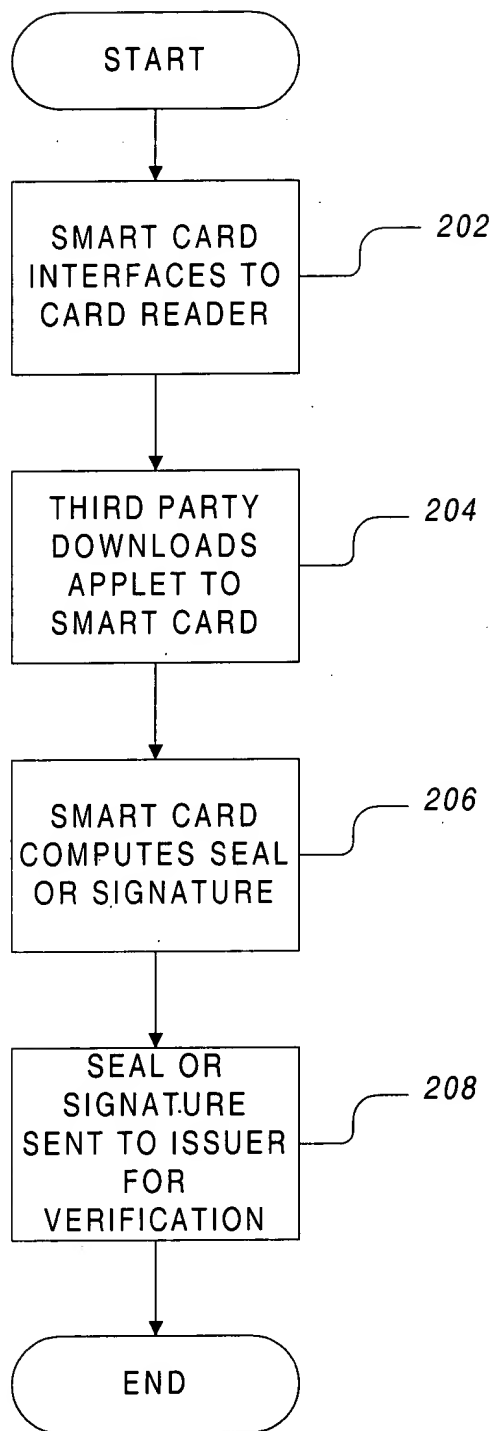 START
SMART CARD
INTERFACES TO
CARD READER
202
THIRD PARTY
DOWNLOADS
APPLET TO
SMART CARD
204
SMART CARD
COMPUTES SEAL
OR SIGNATURE
206
SEAL OR
SIGNATURE
SENT TO ISSUER
FOR
VERIFICATION
208
END